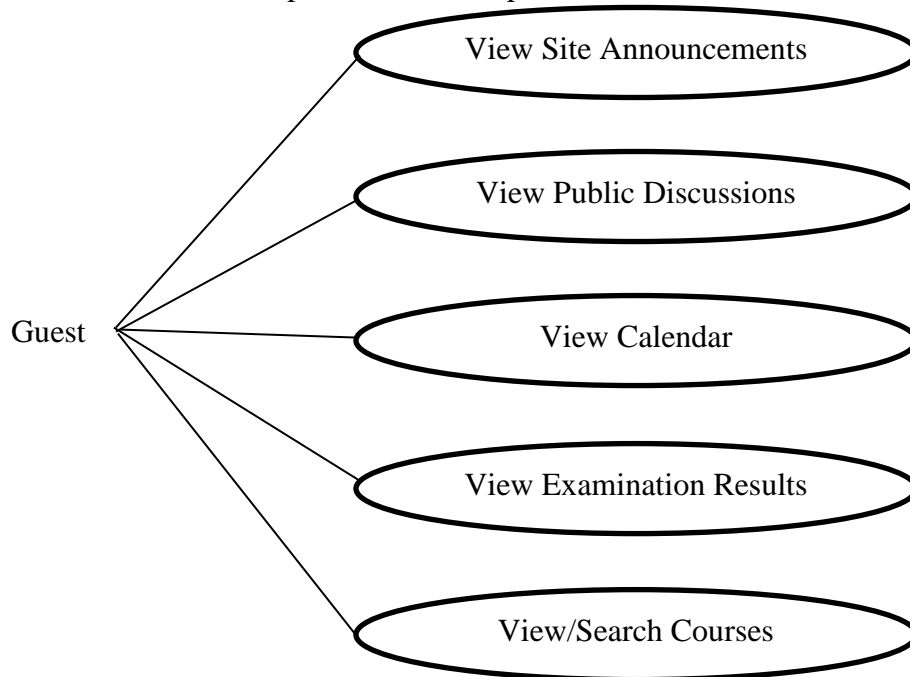 View Site Announcements
View Public Discussions
Guest
View Calendar
View Examination Results
View/Search Courses